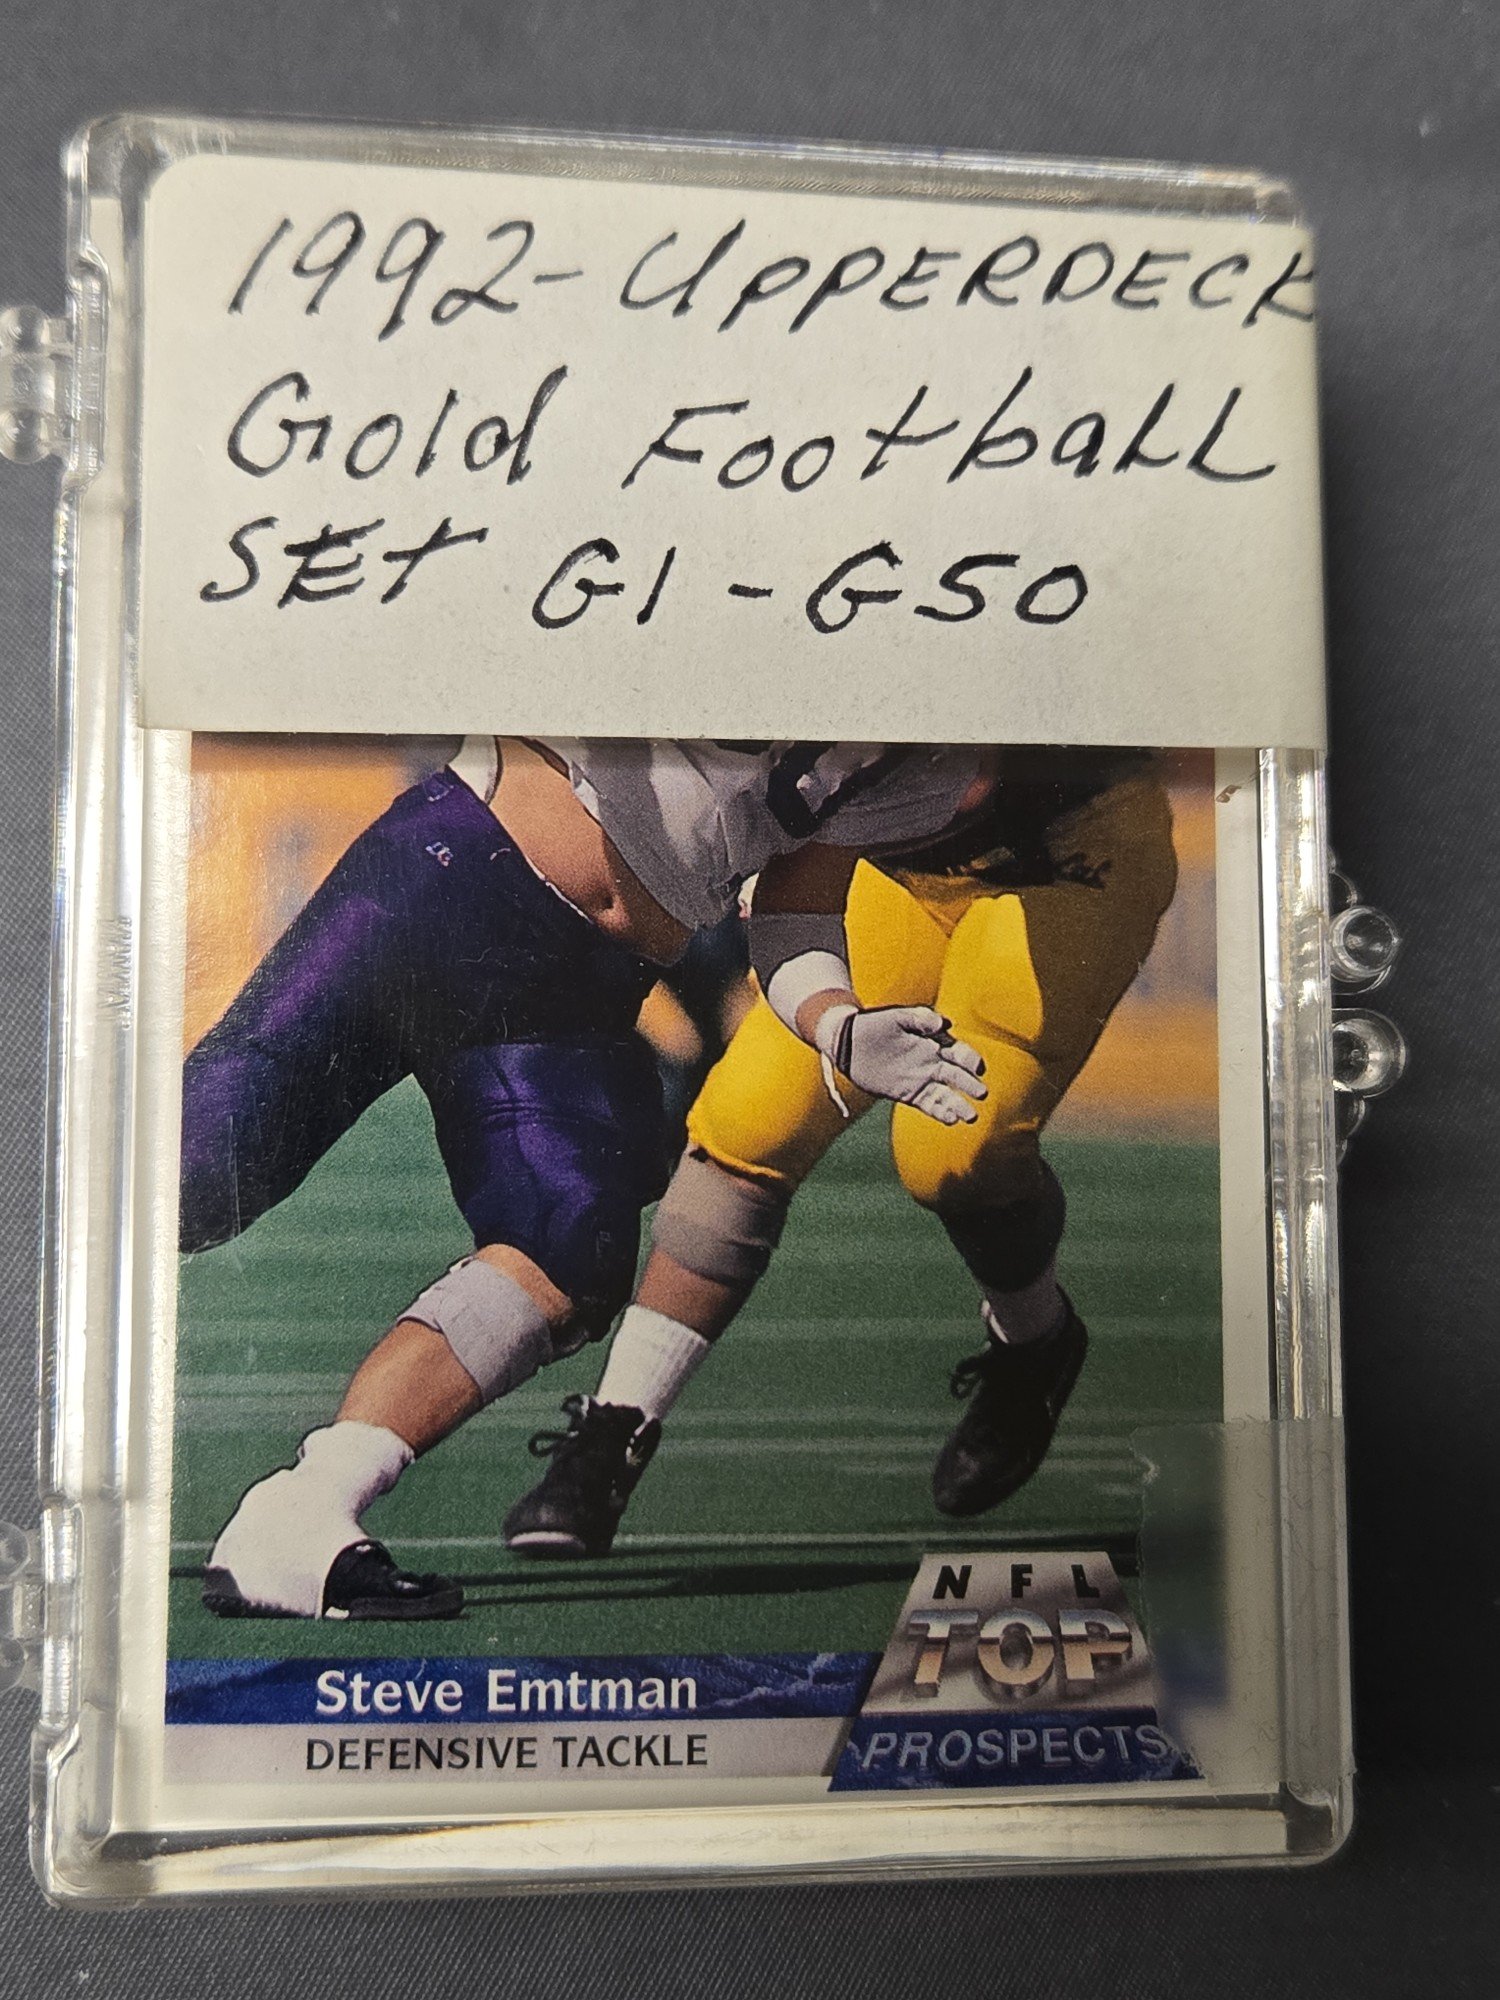 1992-UPPERDECK
Gold Football
SET G1-G50
NFL
TOP
PROSPECTS
Steve Emtman
DEFENSIVE TACKLE